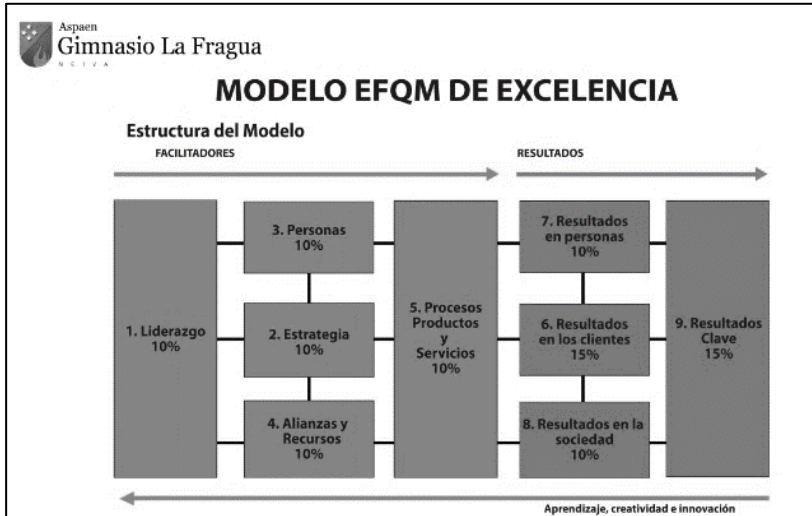 Aspaen
Gimnasio La Fragua
NEIVA
MODELO EFQM DE EXCELENCIA
Estructura del Modelo
FACILITADORES
RESULTADOS
1. Liderazgo
10%
3. Personas
10%
2. Estrategia
10%
4. Alianzas y
Recursos
10%
5. Procesos
Productos
y
Servicios
10%
7. Resultados
en personas
10%
6. Resultados
en los clientes
15%
8. Resultados en la
sociedad
10%
9. Resultados
Clave
15%
Aprendizaje, creatividad e innovación